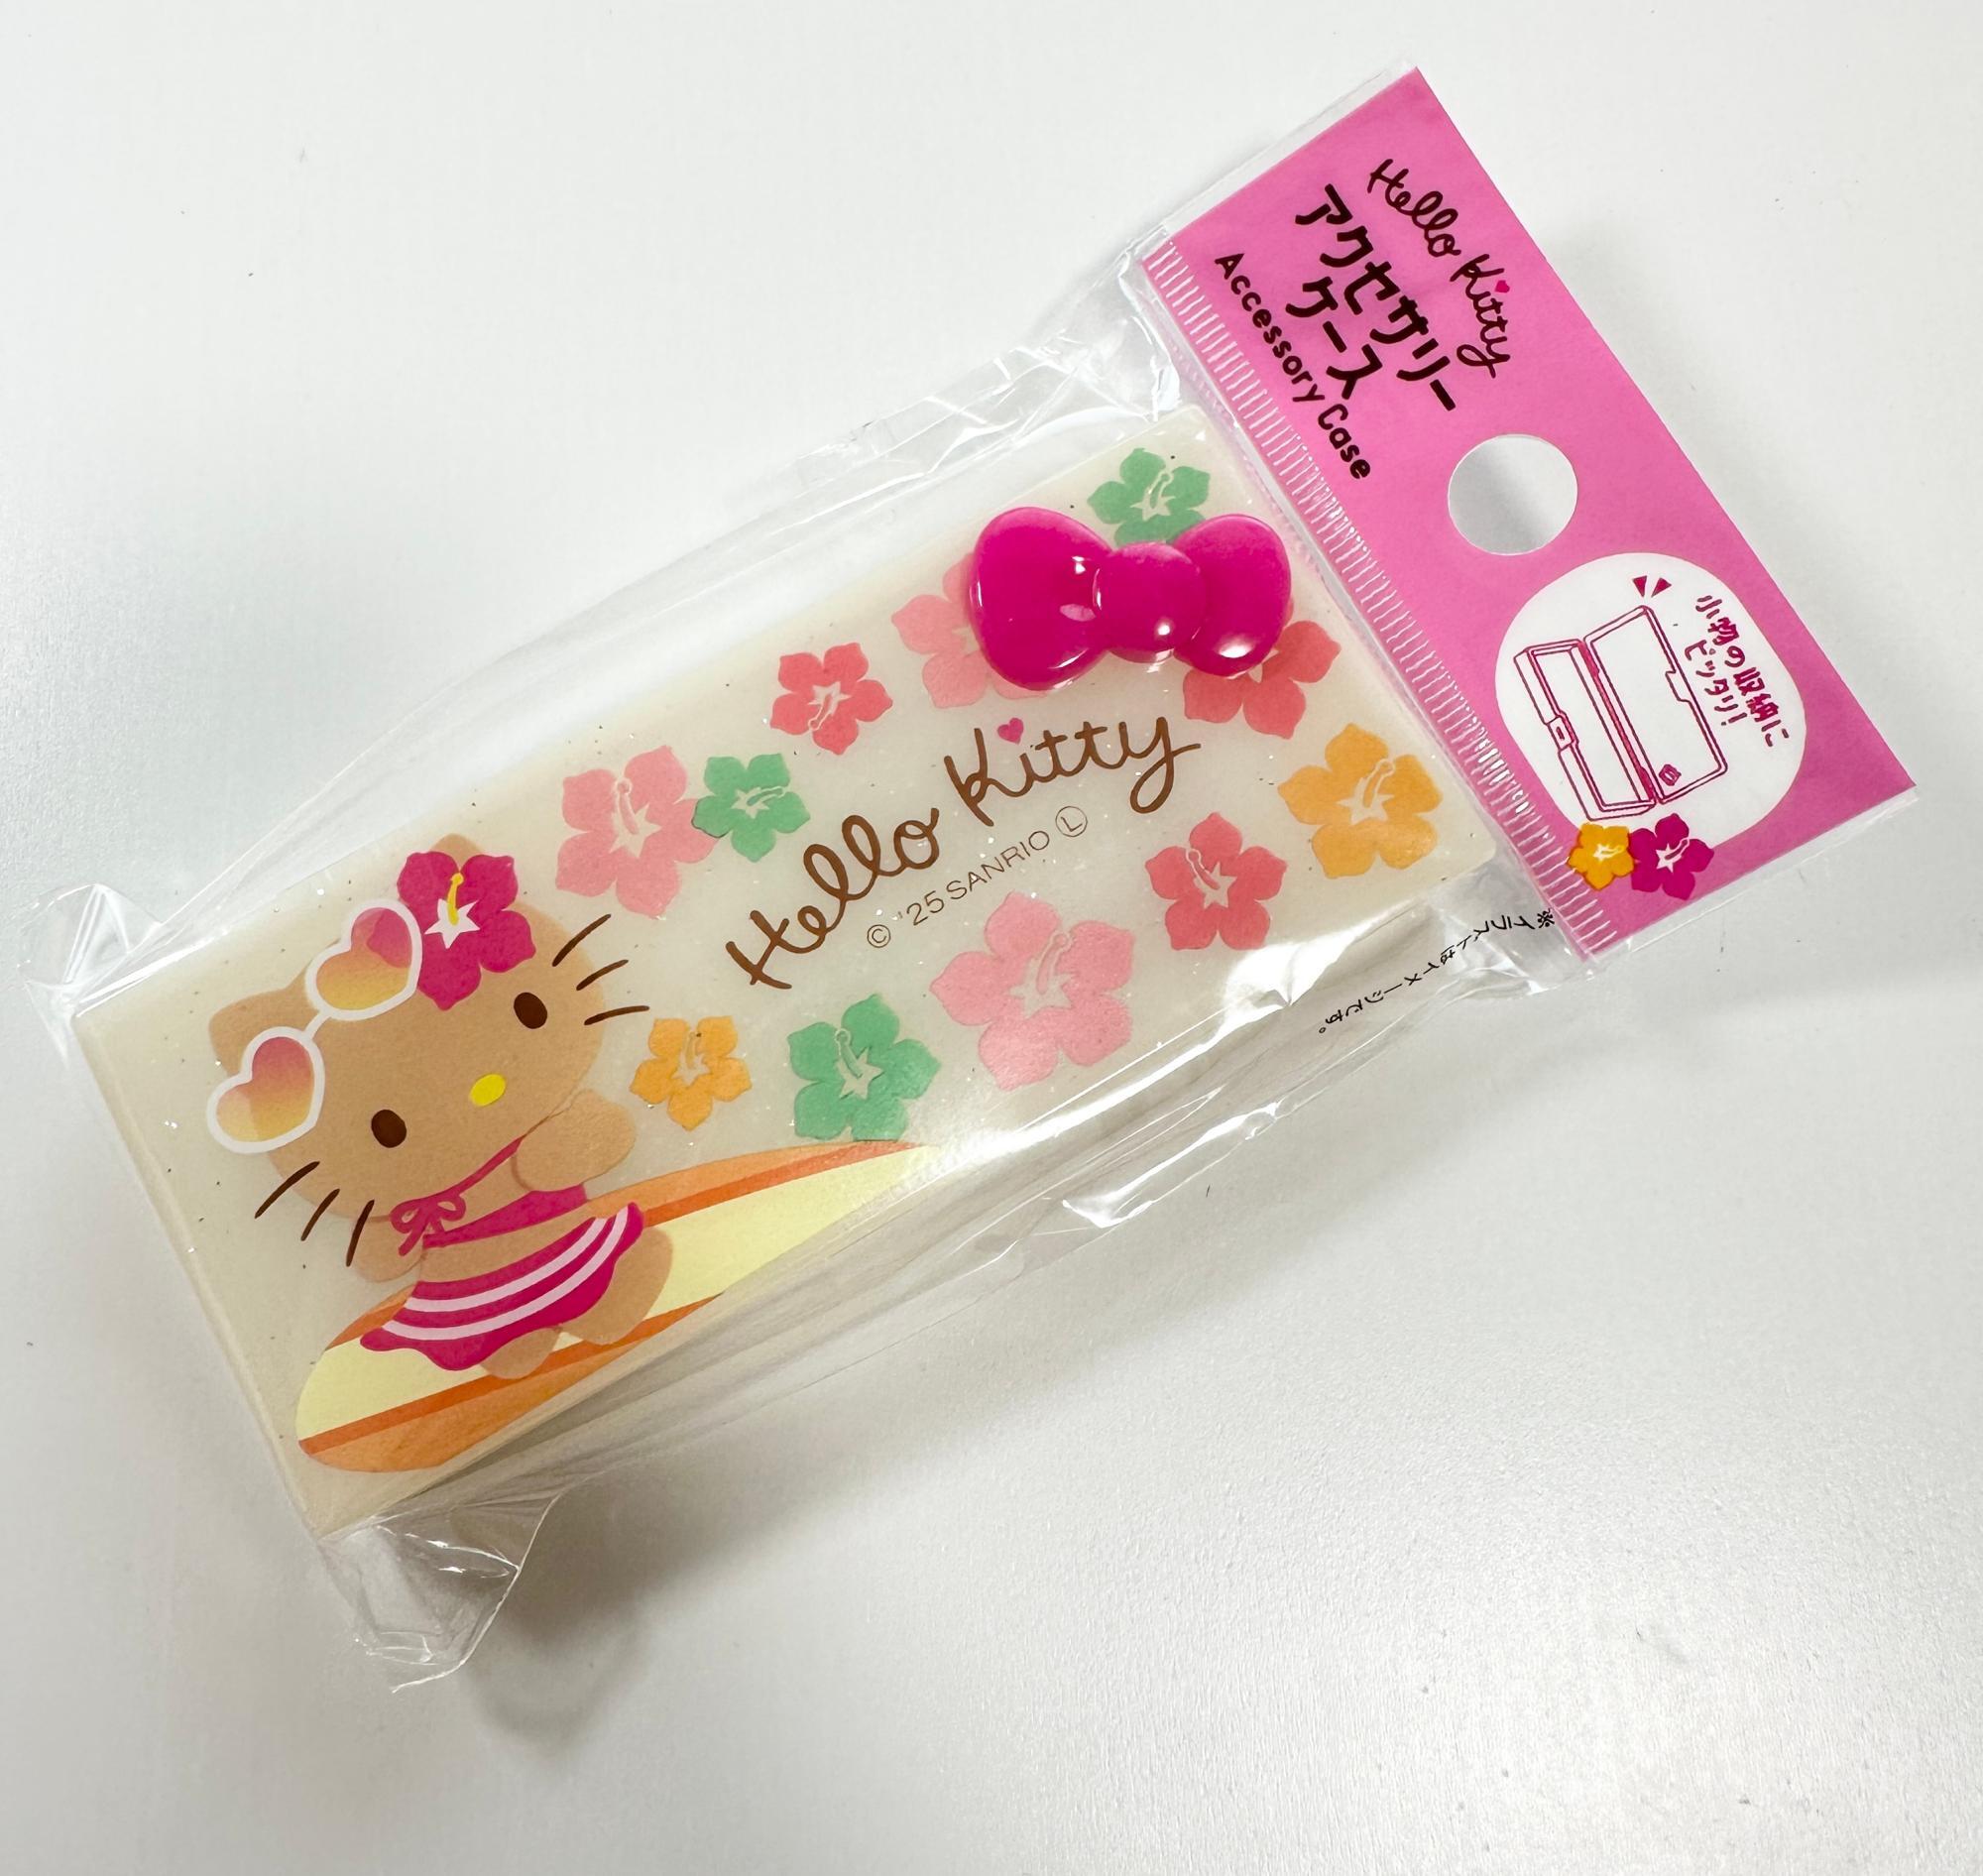 Hello Kitty
アクセサリー
ケース
Accessory Case
小物の収納に
ピッタリ!
※イラストはイメージです。
Hello Kitty
© '25 SANRIO Ⓛ